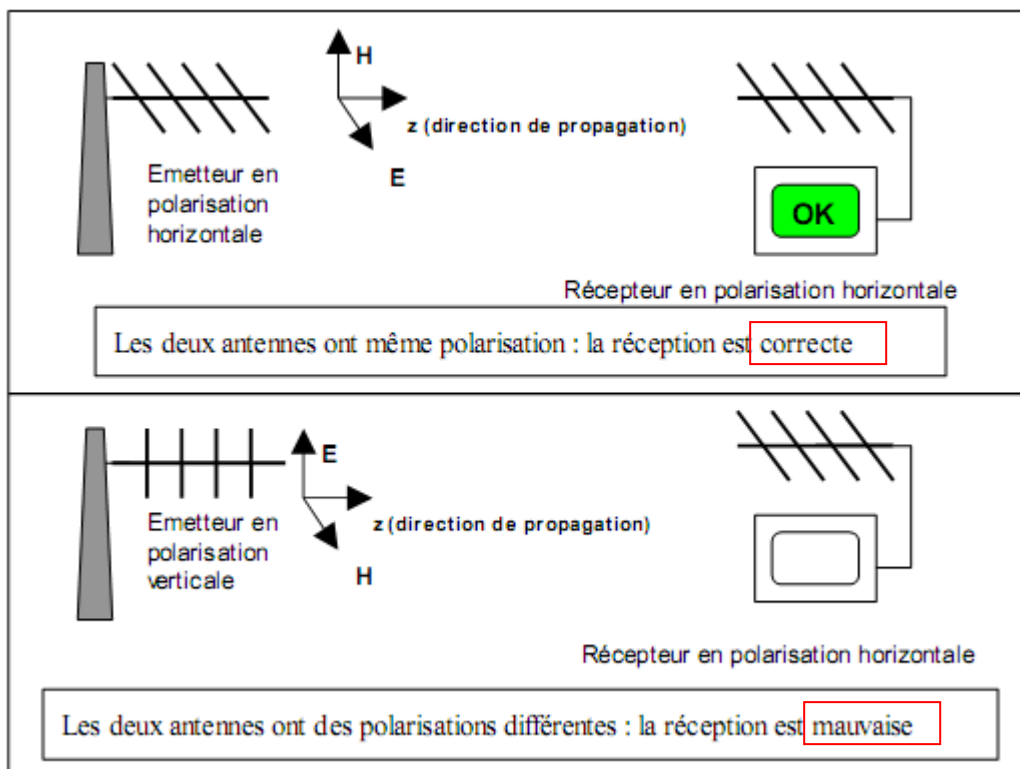 H
z (direction de propagation)
E
Emetteur en
polarisation
horizontale
OK
Récepteur en polarisation horizontale
Les deux antennes ont même polarisation : la réception est correcte
E
z (direction de propagation)
H
Emetteur en
polarisation
verticale
Récepteur en polarisation horizontale
Les deux antennes ont des polarisations différentes : la réception est mauvaise